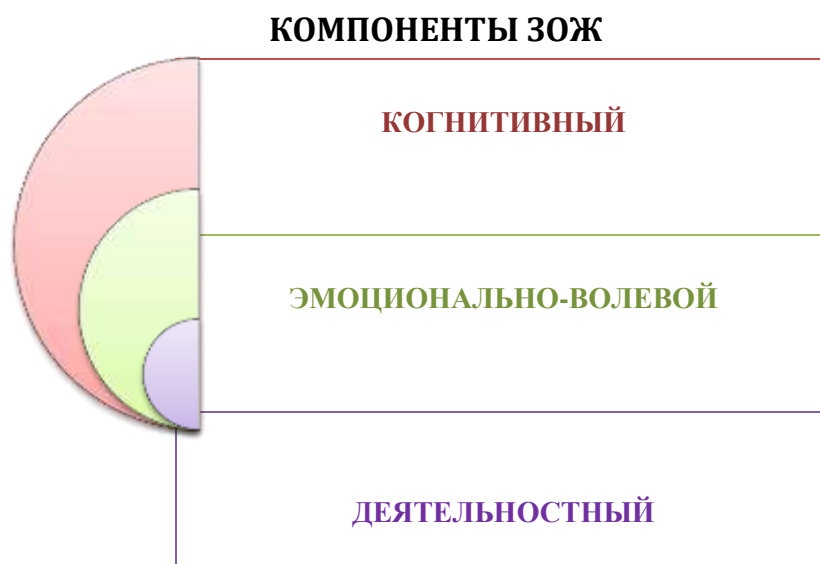 КОМПОНЕНТЫ ЗОЖ
КОГНИТИВНЫЙ
ЭМОЦИОНАЛЬНО-ВОЛЕВОЙ
ДЕЯТЕЛЬНОСТНЫЙ